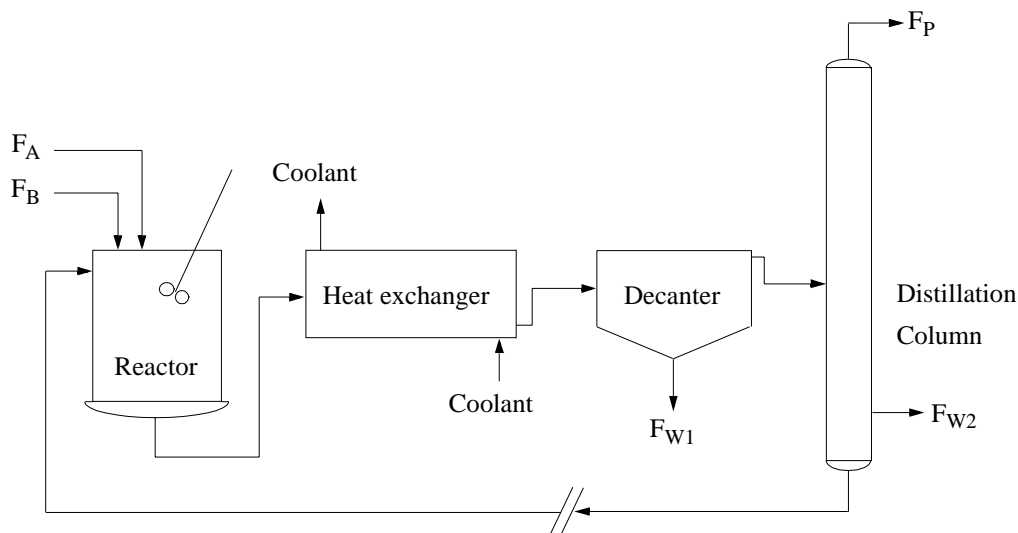 F_P
F_A
F_B
Coolant
Heat exchanger
Decanter
Distillation
Column
Reactor
Coolant
F_W1
F_W2